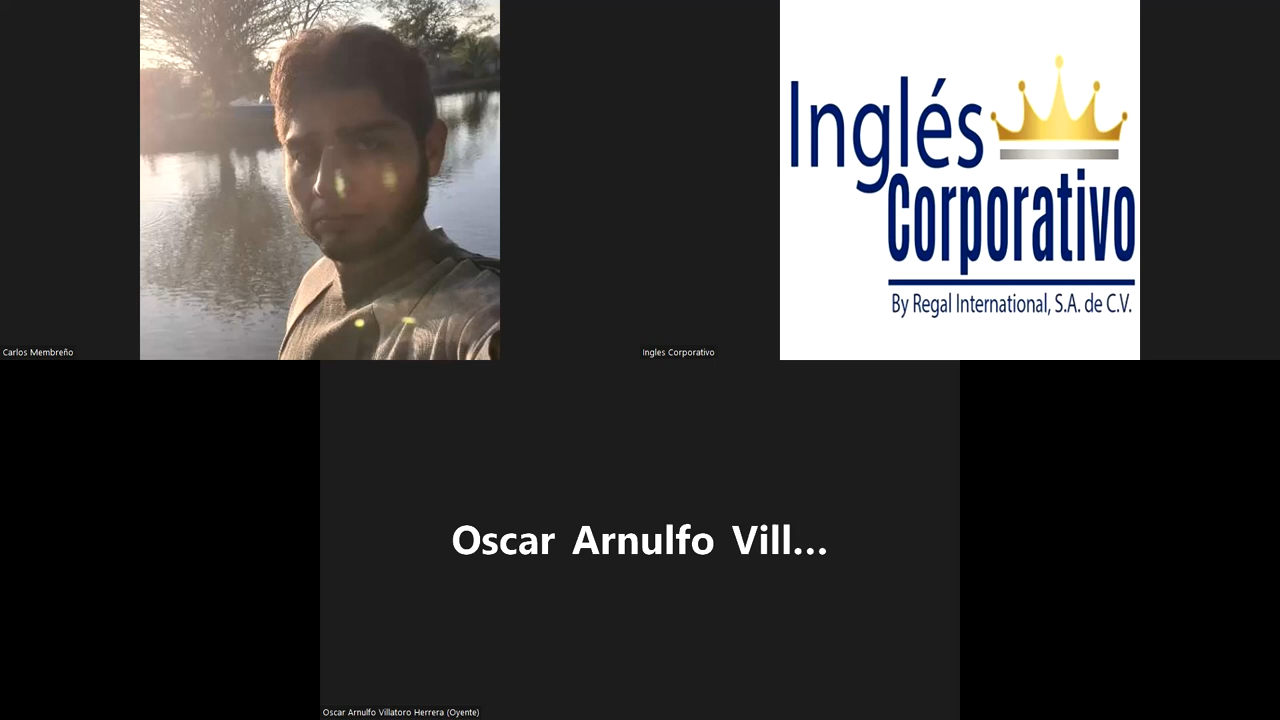 Inglés
Corporativo
By Regal International, S.A. de C.V.
Carlos Membreño
Ingles Corporativo
Oscar Arnulfo Vill...
Oscar Arnulfo Villatoro Herrera (Oyente)